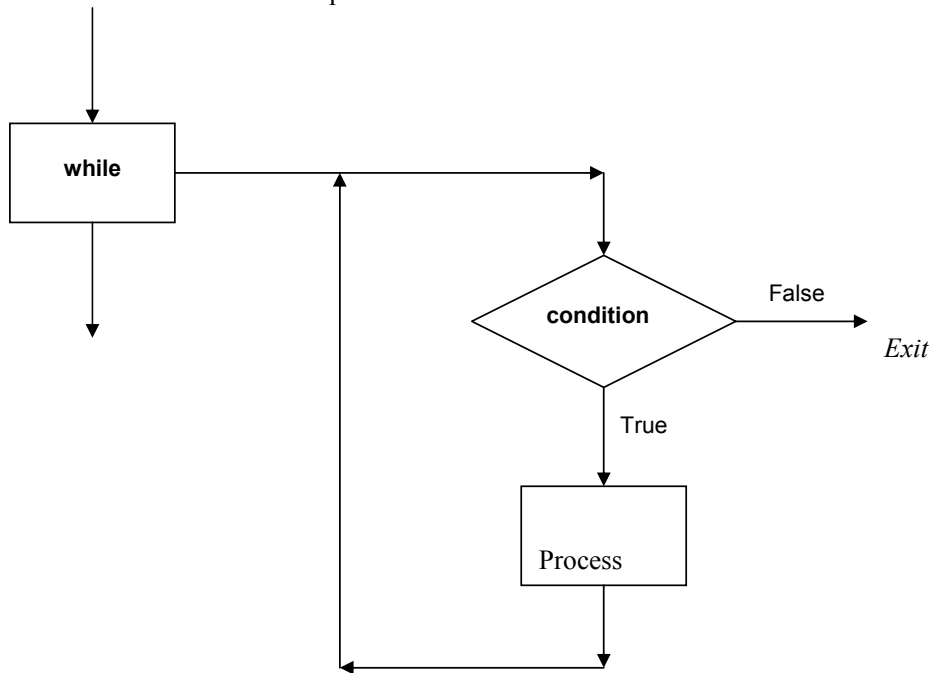 while
condition
False
Exit
True
Process